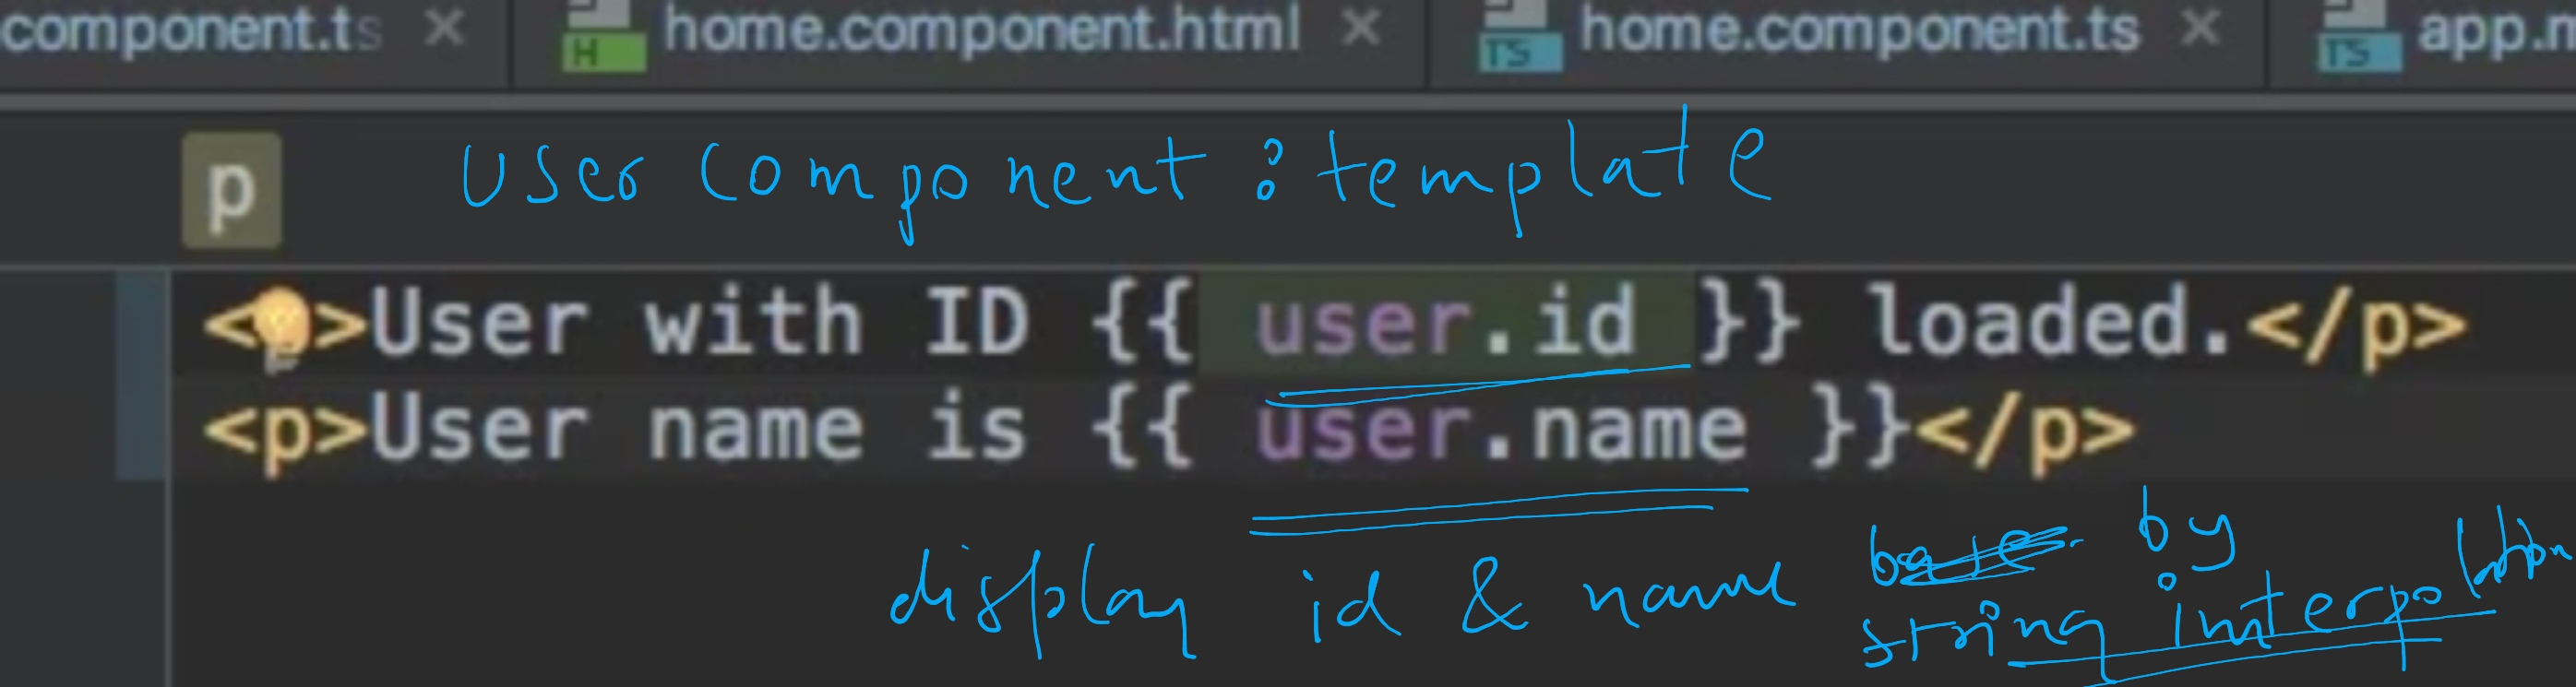 component.ts × H home.component.html × TS home.component.ts × TS app.m
p
User Component : template
<p>User with ID {{ user.id }} loaded.</p>
<p>User name is {{ user.name }}</p>
display id & name by
string interpolation